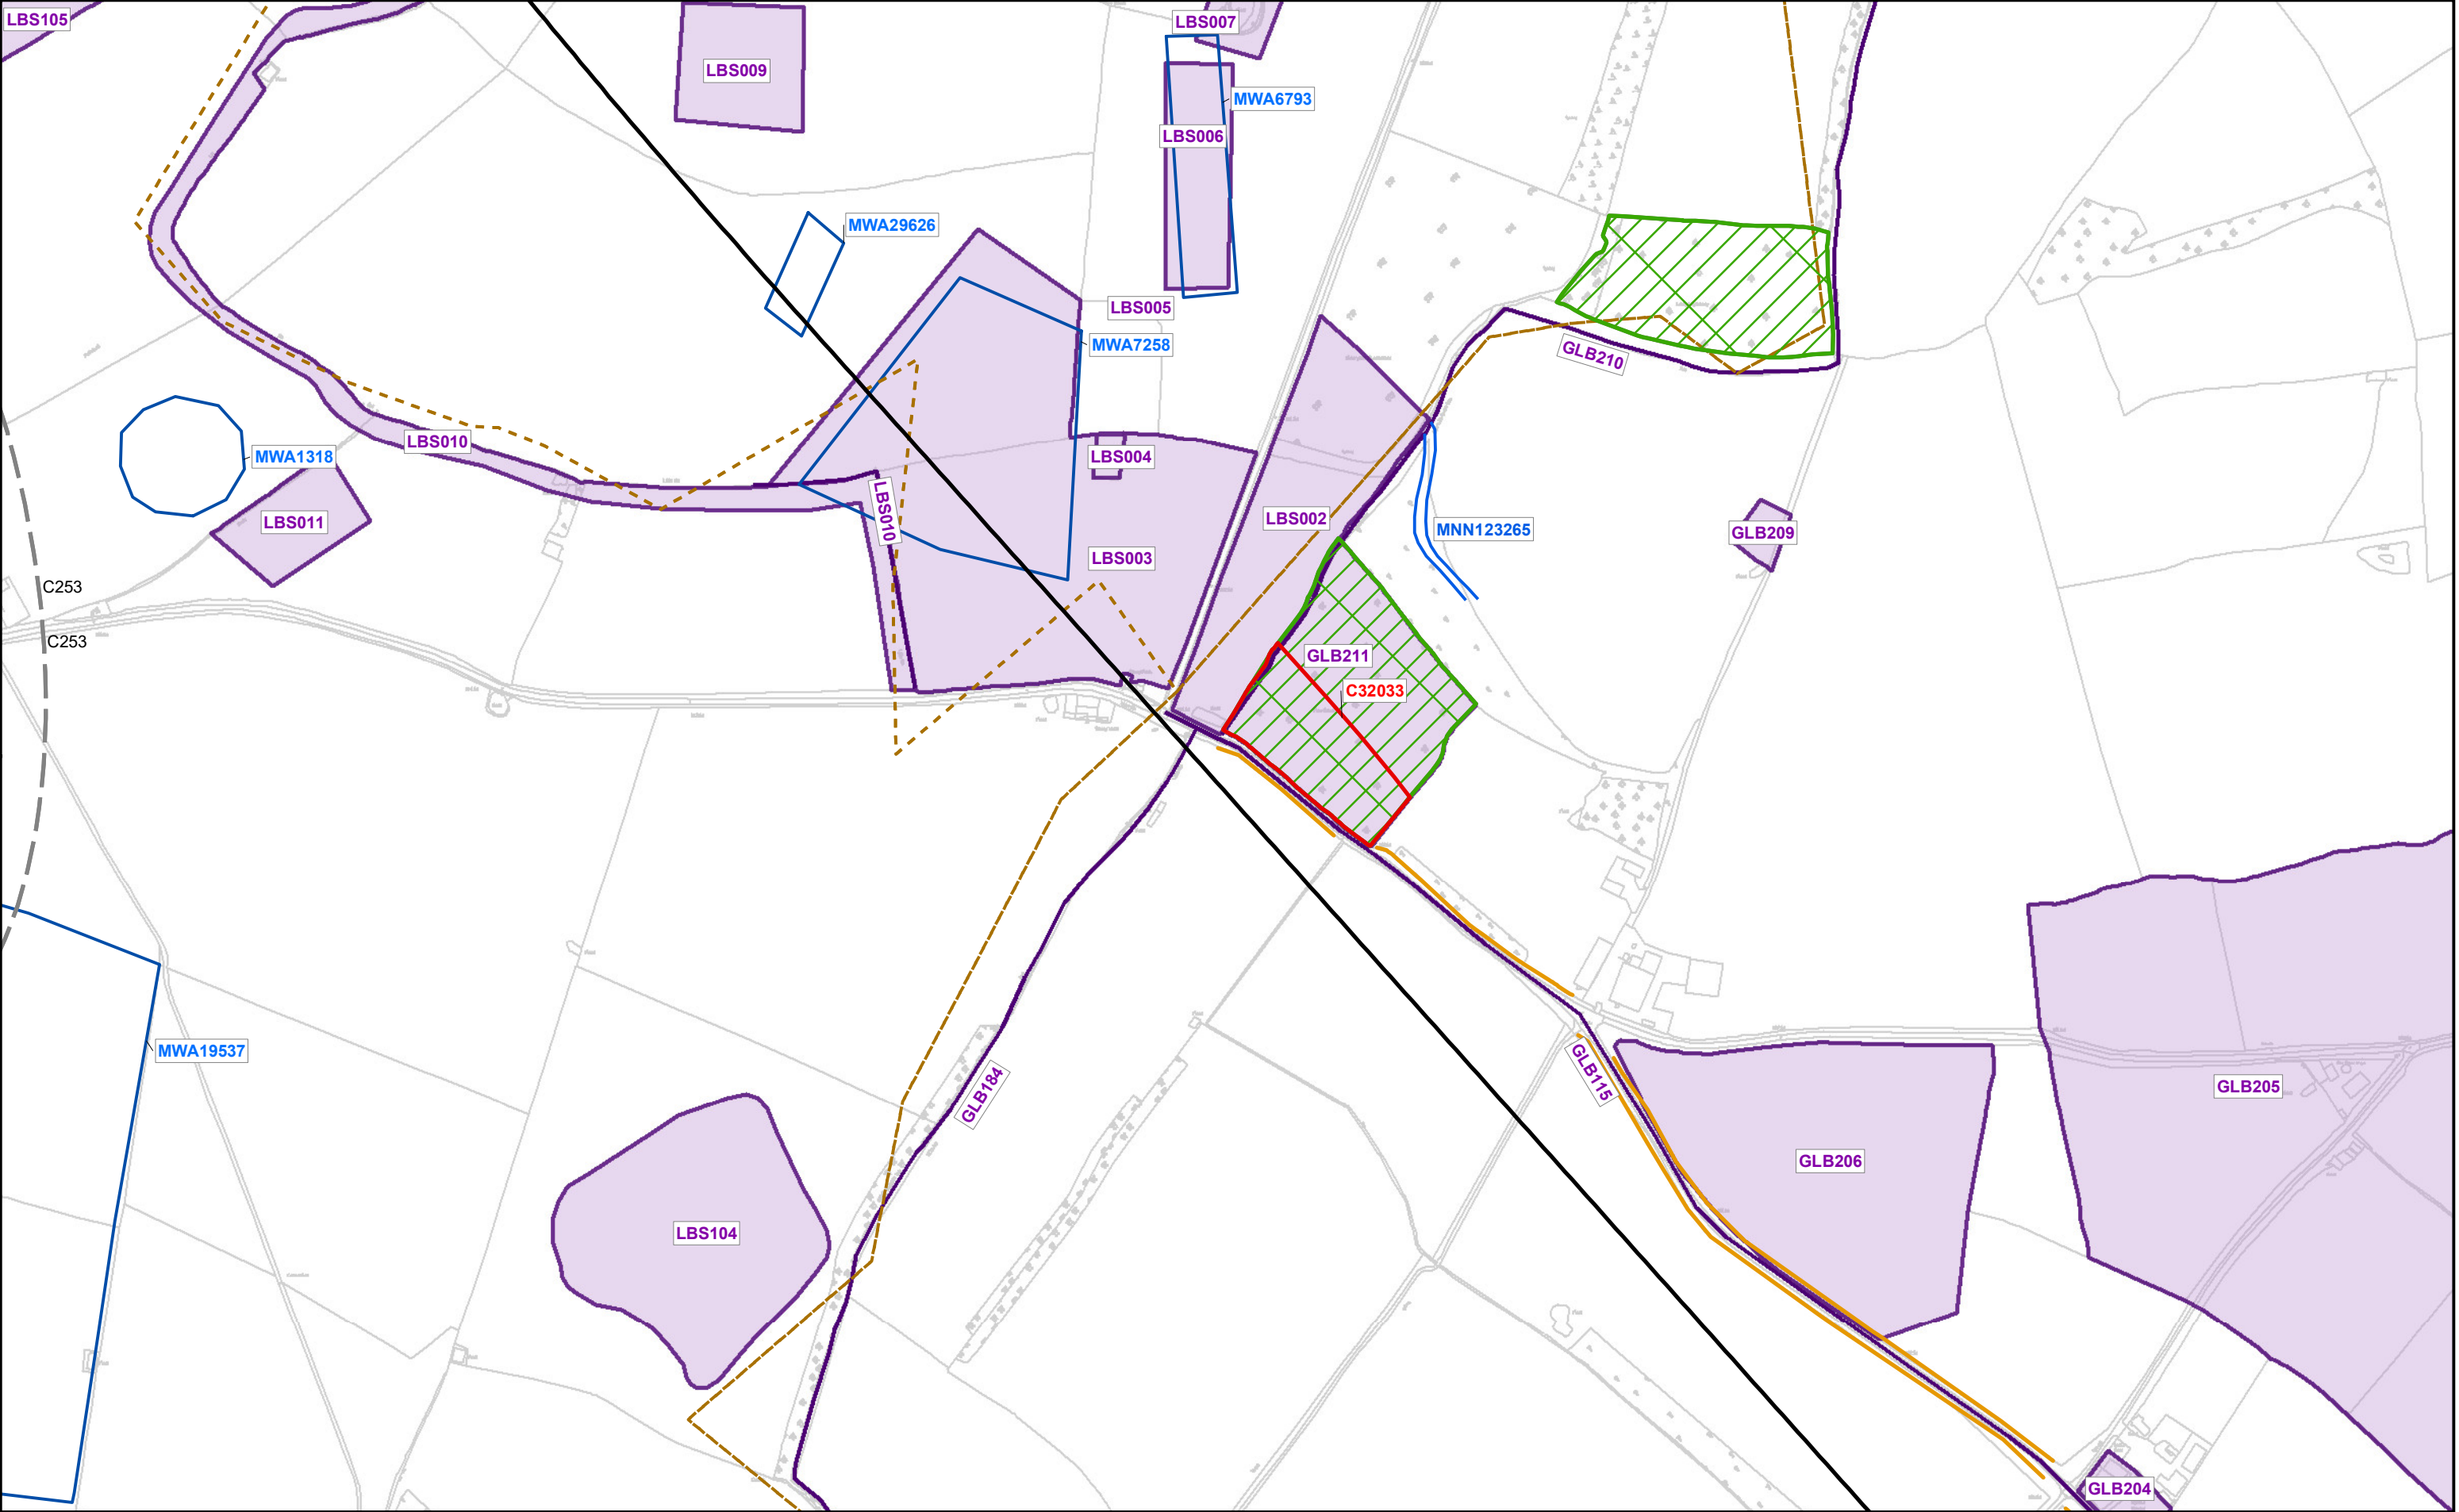 LBS105
LBS007
LBS009
MWA6793
LBS006
MWA29626
LBS005
MWA7258
GLB210
LBS010
MWA1318
LBS004
LBS010
LBS011
LBS002
MNN123265
GLB209
LBS003
C253
C253
GLB211
C32033
MWA19537
GLB184
GLB115
GLB205
GLB206
LBS104
GLB204